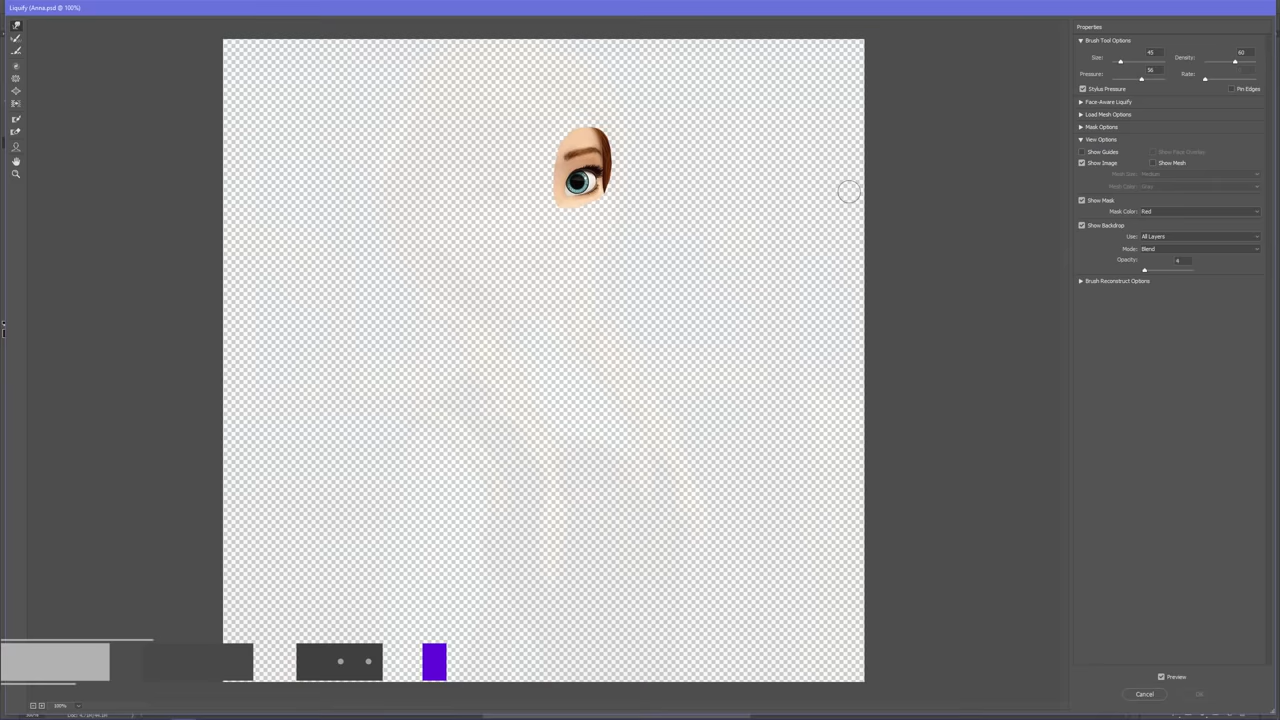 Liquify (Anna.psd @ 100%)
Properties
Brush Tool Options
Size: 45 Density: 60
Pressure: 56 Rate:
Stylus Pressure Pin Edges
Face-Aware Liquify
Load Mesh Options
Mask Options
View Options
Show Guides Show Face Overlay
Show Image Show Mesh
Mesh Size: Medium
Mesh Color: Gray
Show Mask
Mask Color: Red
Show Backdrop
Use: All Layers
Mode: Blend
Opacity: 4
Brush Reconstruct Options
Preview
Cancel OK
100%